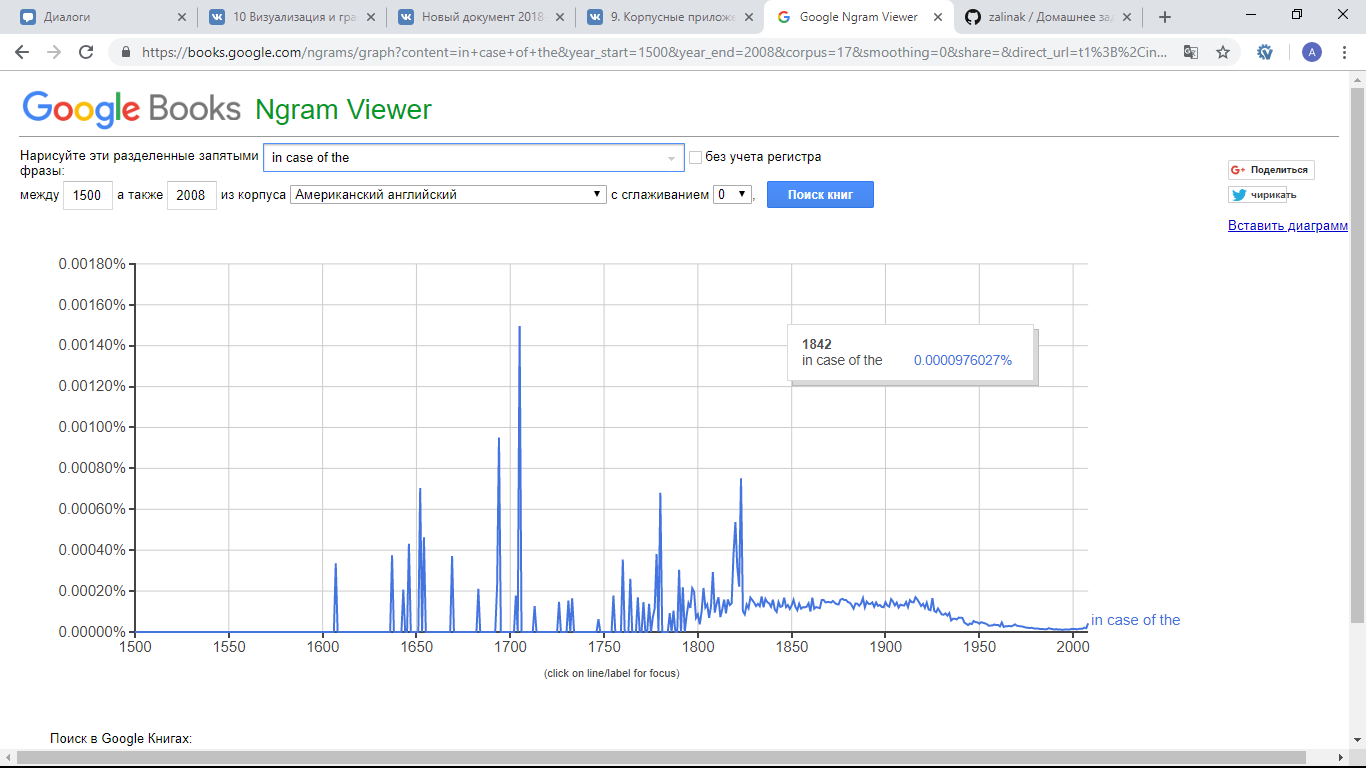 Диалоги
10 Визуализация и гра
Новый документ 2018-
9. Корпусные приложе
Google Ngram Viewer
zalinak / Домашнее за
https://books.google.com/ngrams/graph?content=in+case+of+the&year_start=1500&year_end=2008&corpus=17&smoothing=0&share=&direct_url=t1%3B%2Cin...
A
Google Books Ngram Viewer
Нарисуйте эти разделенные запятыми фразы:
in case of the
без учета регистра
между 1500 а также 2008 из корпуса Американский английский с сглаживанием 0 , Поиск книг
G+ Поделиться
чирикать
Вставить диаграмм
0.00180%
0.00160%
0.00140%
0.00120%
0.00100%
0.00080%
0.00060%
0.00040%
0.00020%
0.00000%
1842
in case of the 0.0000976027%
in case of the
1500 1550 1600 1650 1700 1750 1800 1850 1900 1950 2000
(click on line/label for focus)
Поиск в Google Книгах: